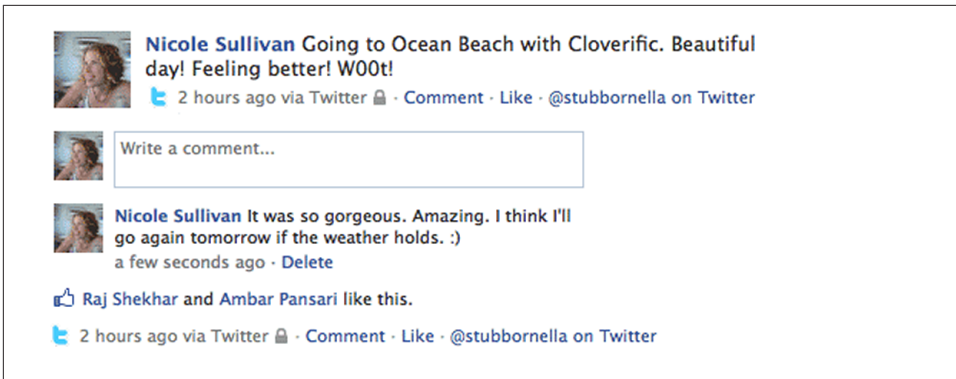 Nicole Sullivan Going to Ocean Beach with Cloverific. Beautiful
day! Feeling better! W00t!
2 hours ago via Twitter · Comment · Like · @stubbornella on Twitter
Write a comment...
Nicole Sullivan It was so gorgeous. Amazing. I think I'll
go again tomorrow if the weather holds. :)
a few seconds ago · Delete
Raj Shekhar and Ambar Pansari like this.
2 hours ago via Twitter · Comment · Like · @stubbornella on Twitter